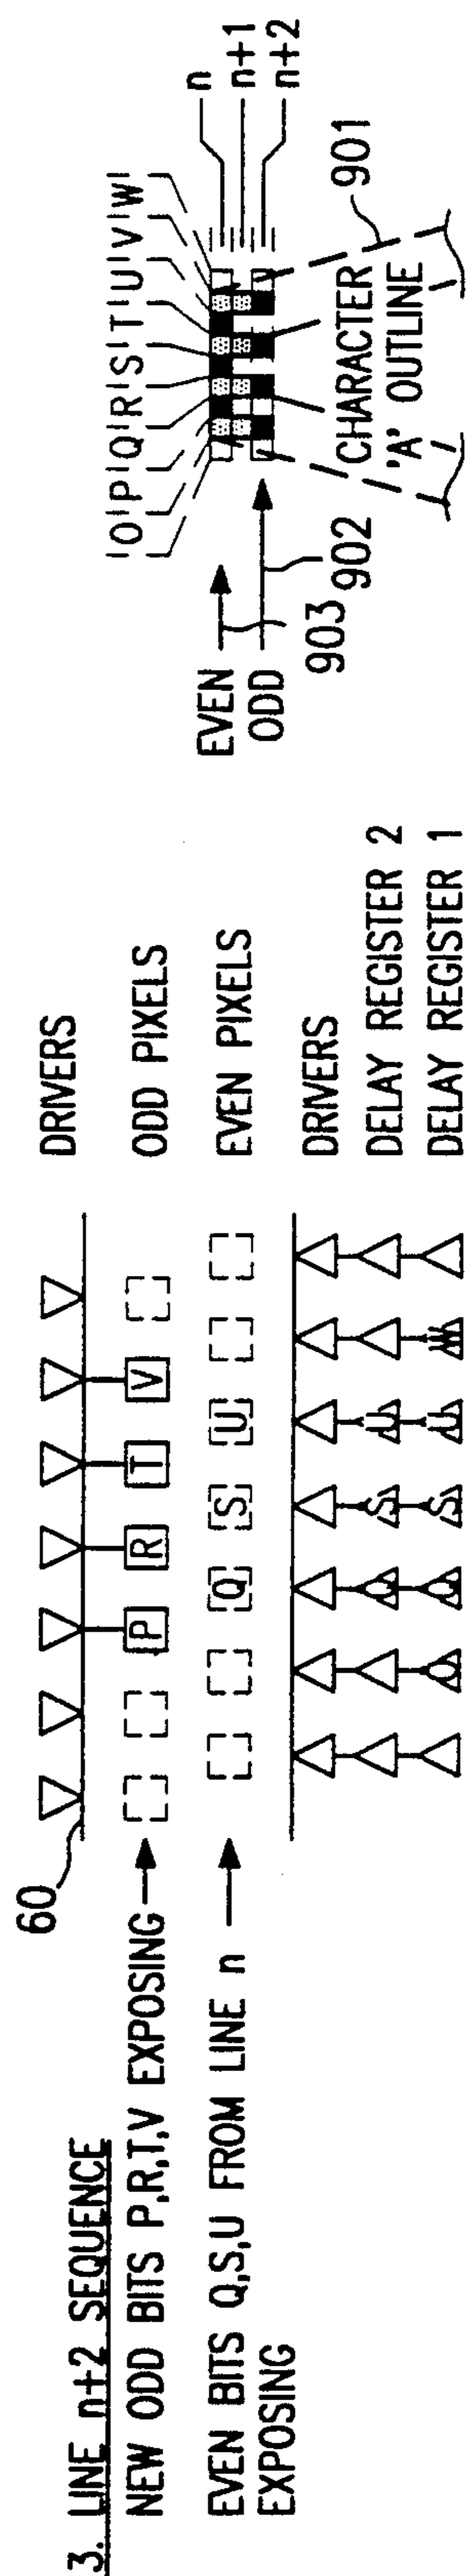 3. LINE n+2 SEQUENCE
NEW ODD BITS P,R,T,V EXPOSING
EVEN BITS Q,S,U FROM LINE n
EXPOSING
60
DRIVERS
P R T V
ODD PIXELS
Q S U
EVEN PIXELS
DRIVERS
Q S U
DELAY REGISTER 2
O Q S U W
DELAY REGISTER 1
O P Q R S T U V W
n
n+1
n+2
EVEN
ODD
903
902
901
CHARACTER
'A' OUTLINE